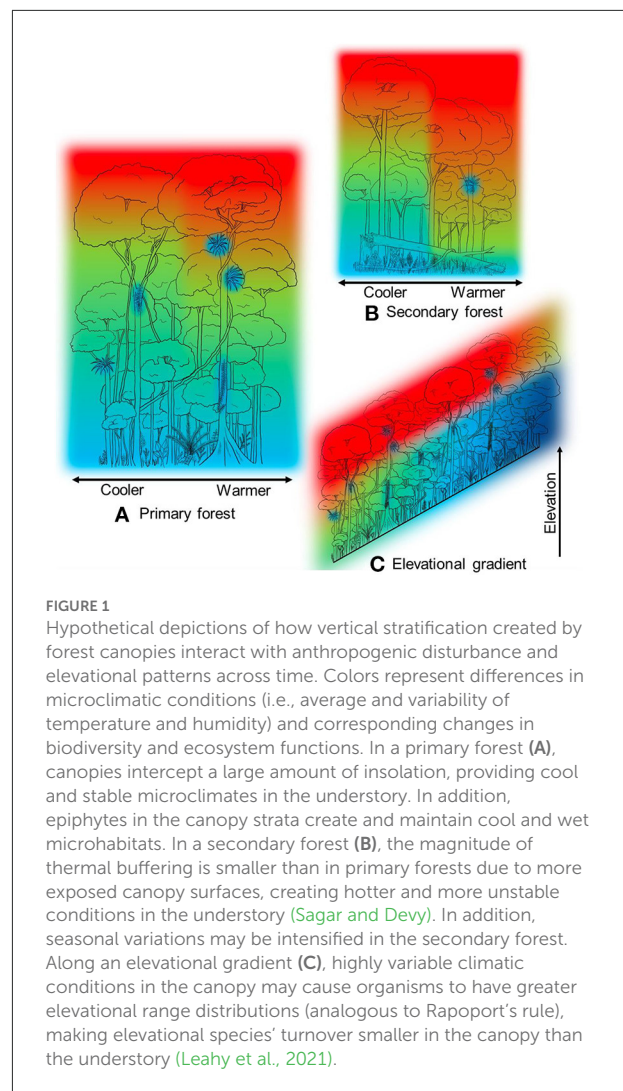 Cooler Warmer
B Secondary forest
Cooler Warmer
A Primary forest
Elevation
C Elevational gradient
FIGURE 1
Hypothetical depictions of how vertical stratification created by
forest canopies interact with anthropogenic disturbance and
elevational patterns across time. Colors represent differences in
microclimatic conditions (i.e., average and variability of
temperature and humidity) and corresponding changes in
biodiversity and ecosystem functions. In a primary forest (A),
canopies intercept a large amount of insolation, providing cool
and stable microclimates in the understory. In addition,
epiphytes in the canopy strata create and maintain cool and wet
microhabitats. In a secondary forest (B), the magnitude of
thermal buffering is smaller than in primary forests due to more
exposed canopy surfaces, creating hotter and more unstable
conditions in the understory (Sagar and Devy). In addition,
seasonal variations may be intensified in the secondary forest.
Along an elevational gradient (C), highly variable climatic
conditions in the canopy may cause organisms to have greater
elevational range distributions (analogous to Rapoport’s rule),
making elevational species’ turnover smaller in the canopy than
the understory (Leahy et al., 2021).